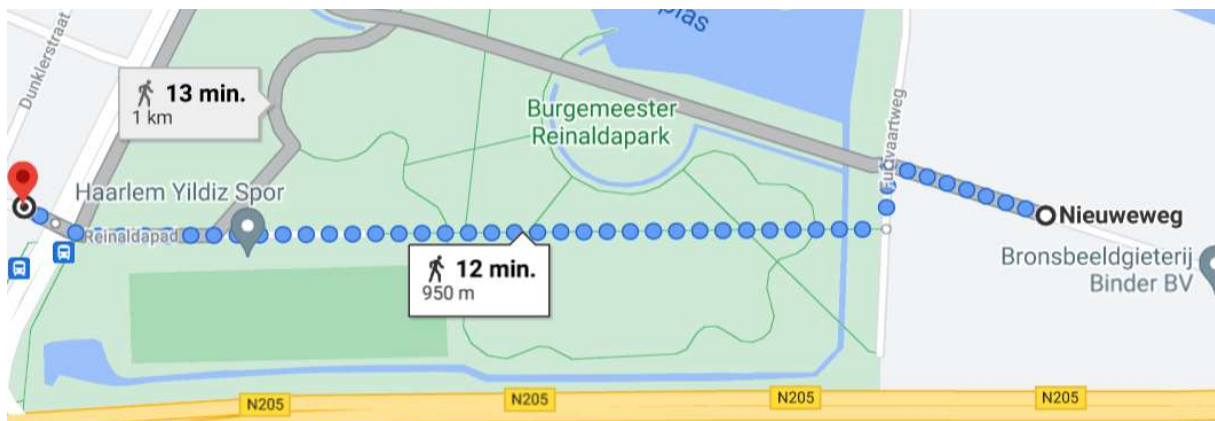 Dunklerstraat
plas
13 min.
1 km
Burgemeester
Reinaldapark
Fuikvaartweg
Haarlem Yildiz Spor
Nieuweweg
Reinaldapad
12 min.
950 m
Bronsbeeldgieterij
Binder BV
N205
N205
N205
N205